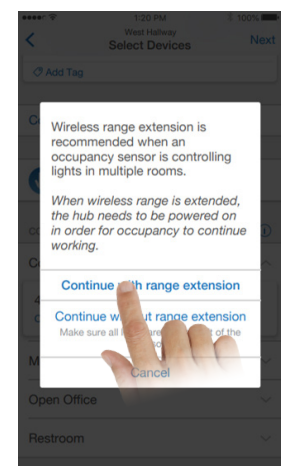 1:20 PM 100%
West Hallway
Select Devices Next
Add Tag
Wireless range extension is
recommended when an
occupancy sensor is controlling
lights in multiple rooms.
When wireless range is extended,
the hub needs to be powered on
in order for occupancy to continue
working.
Continue with range extension
Continue without range extension
Make sure all of the
Cancel
Open Office
Restroom